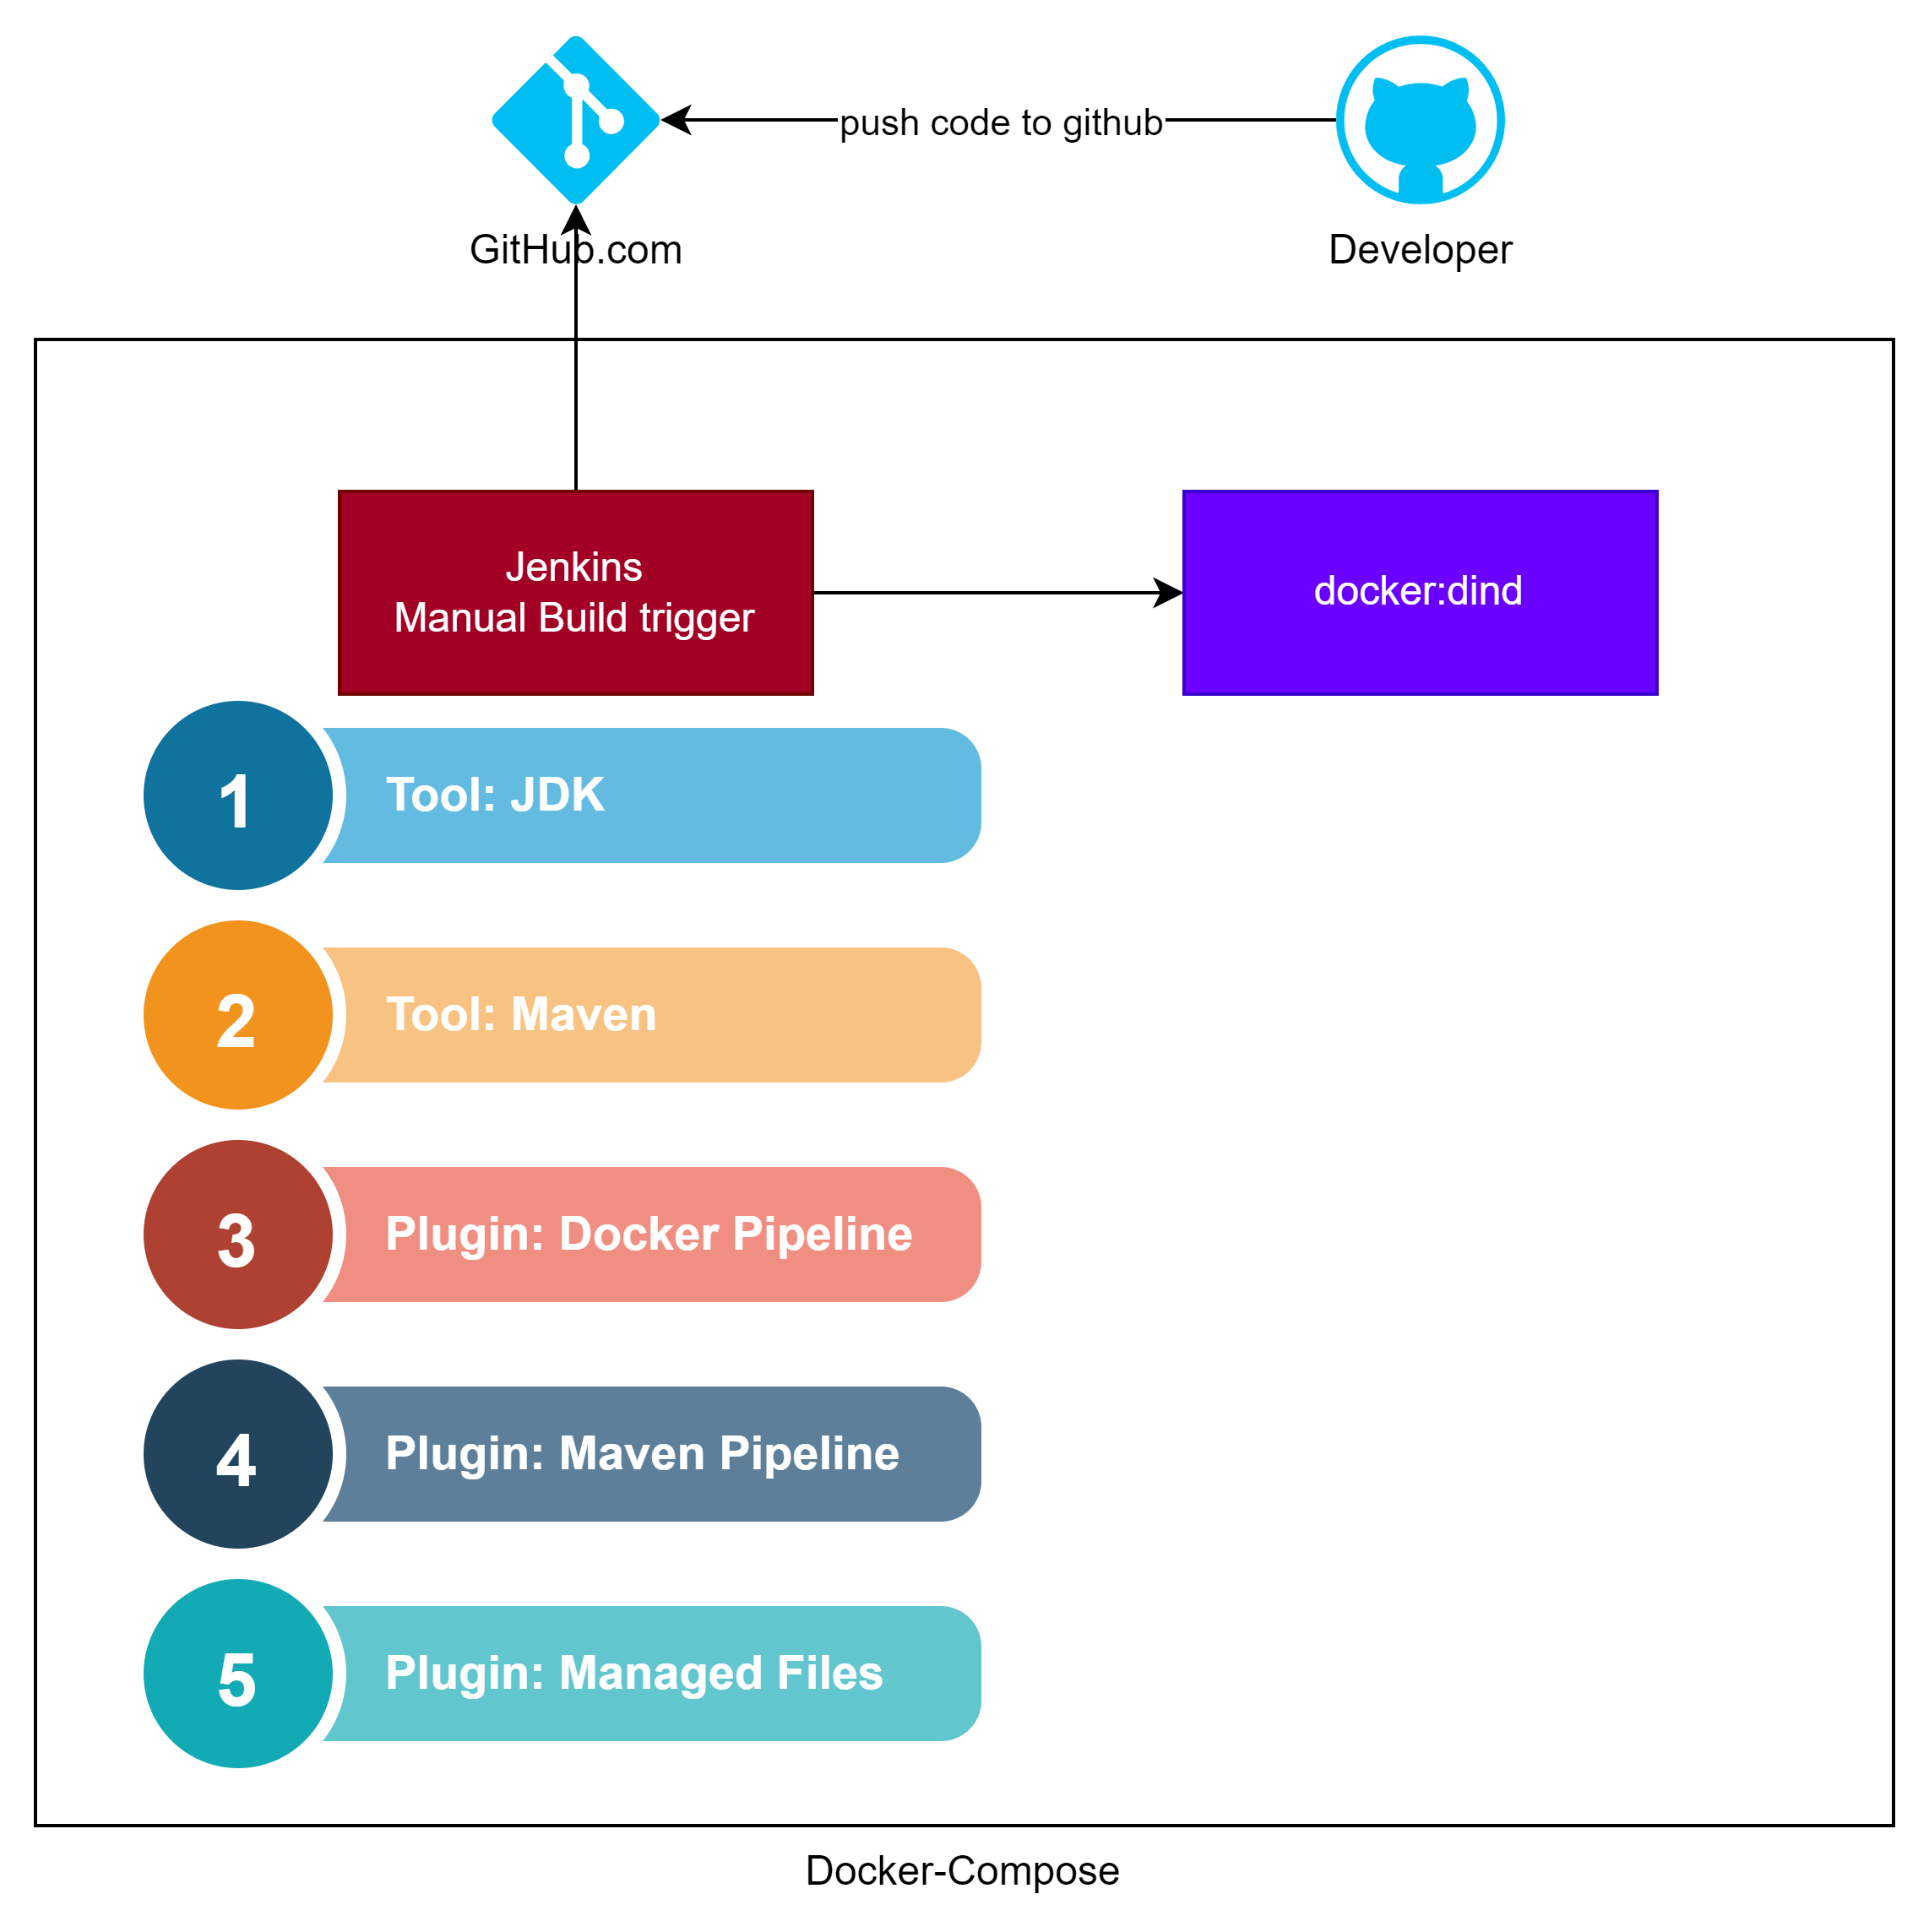 push code to github
GitHub.com
Developer
Jenkins
Manual Build trigger
docker:dind
1
Tool: JDK
2
Tool: Maven
3
Plugin: Docker Pipeline
4
Plugin: Maven Pipeline
5
Plugin: Managed Files
Docker-Compose